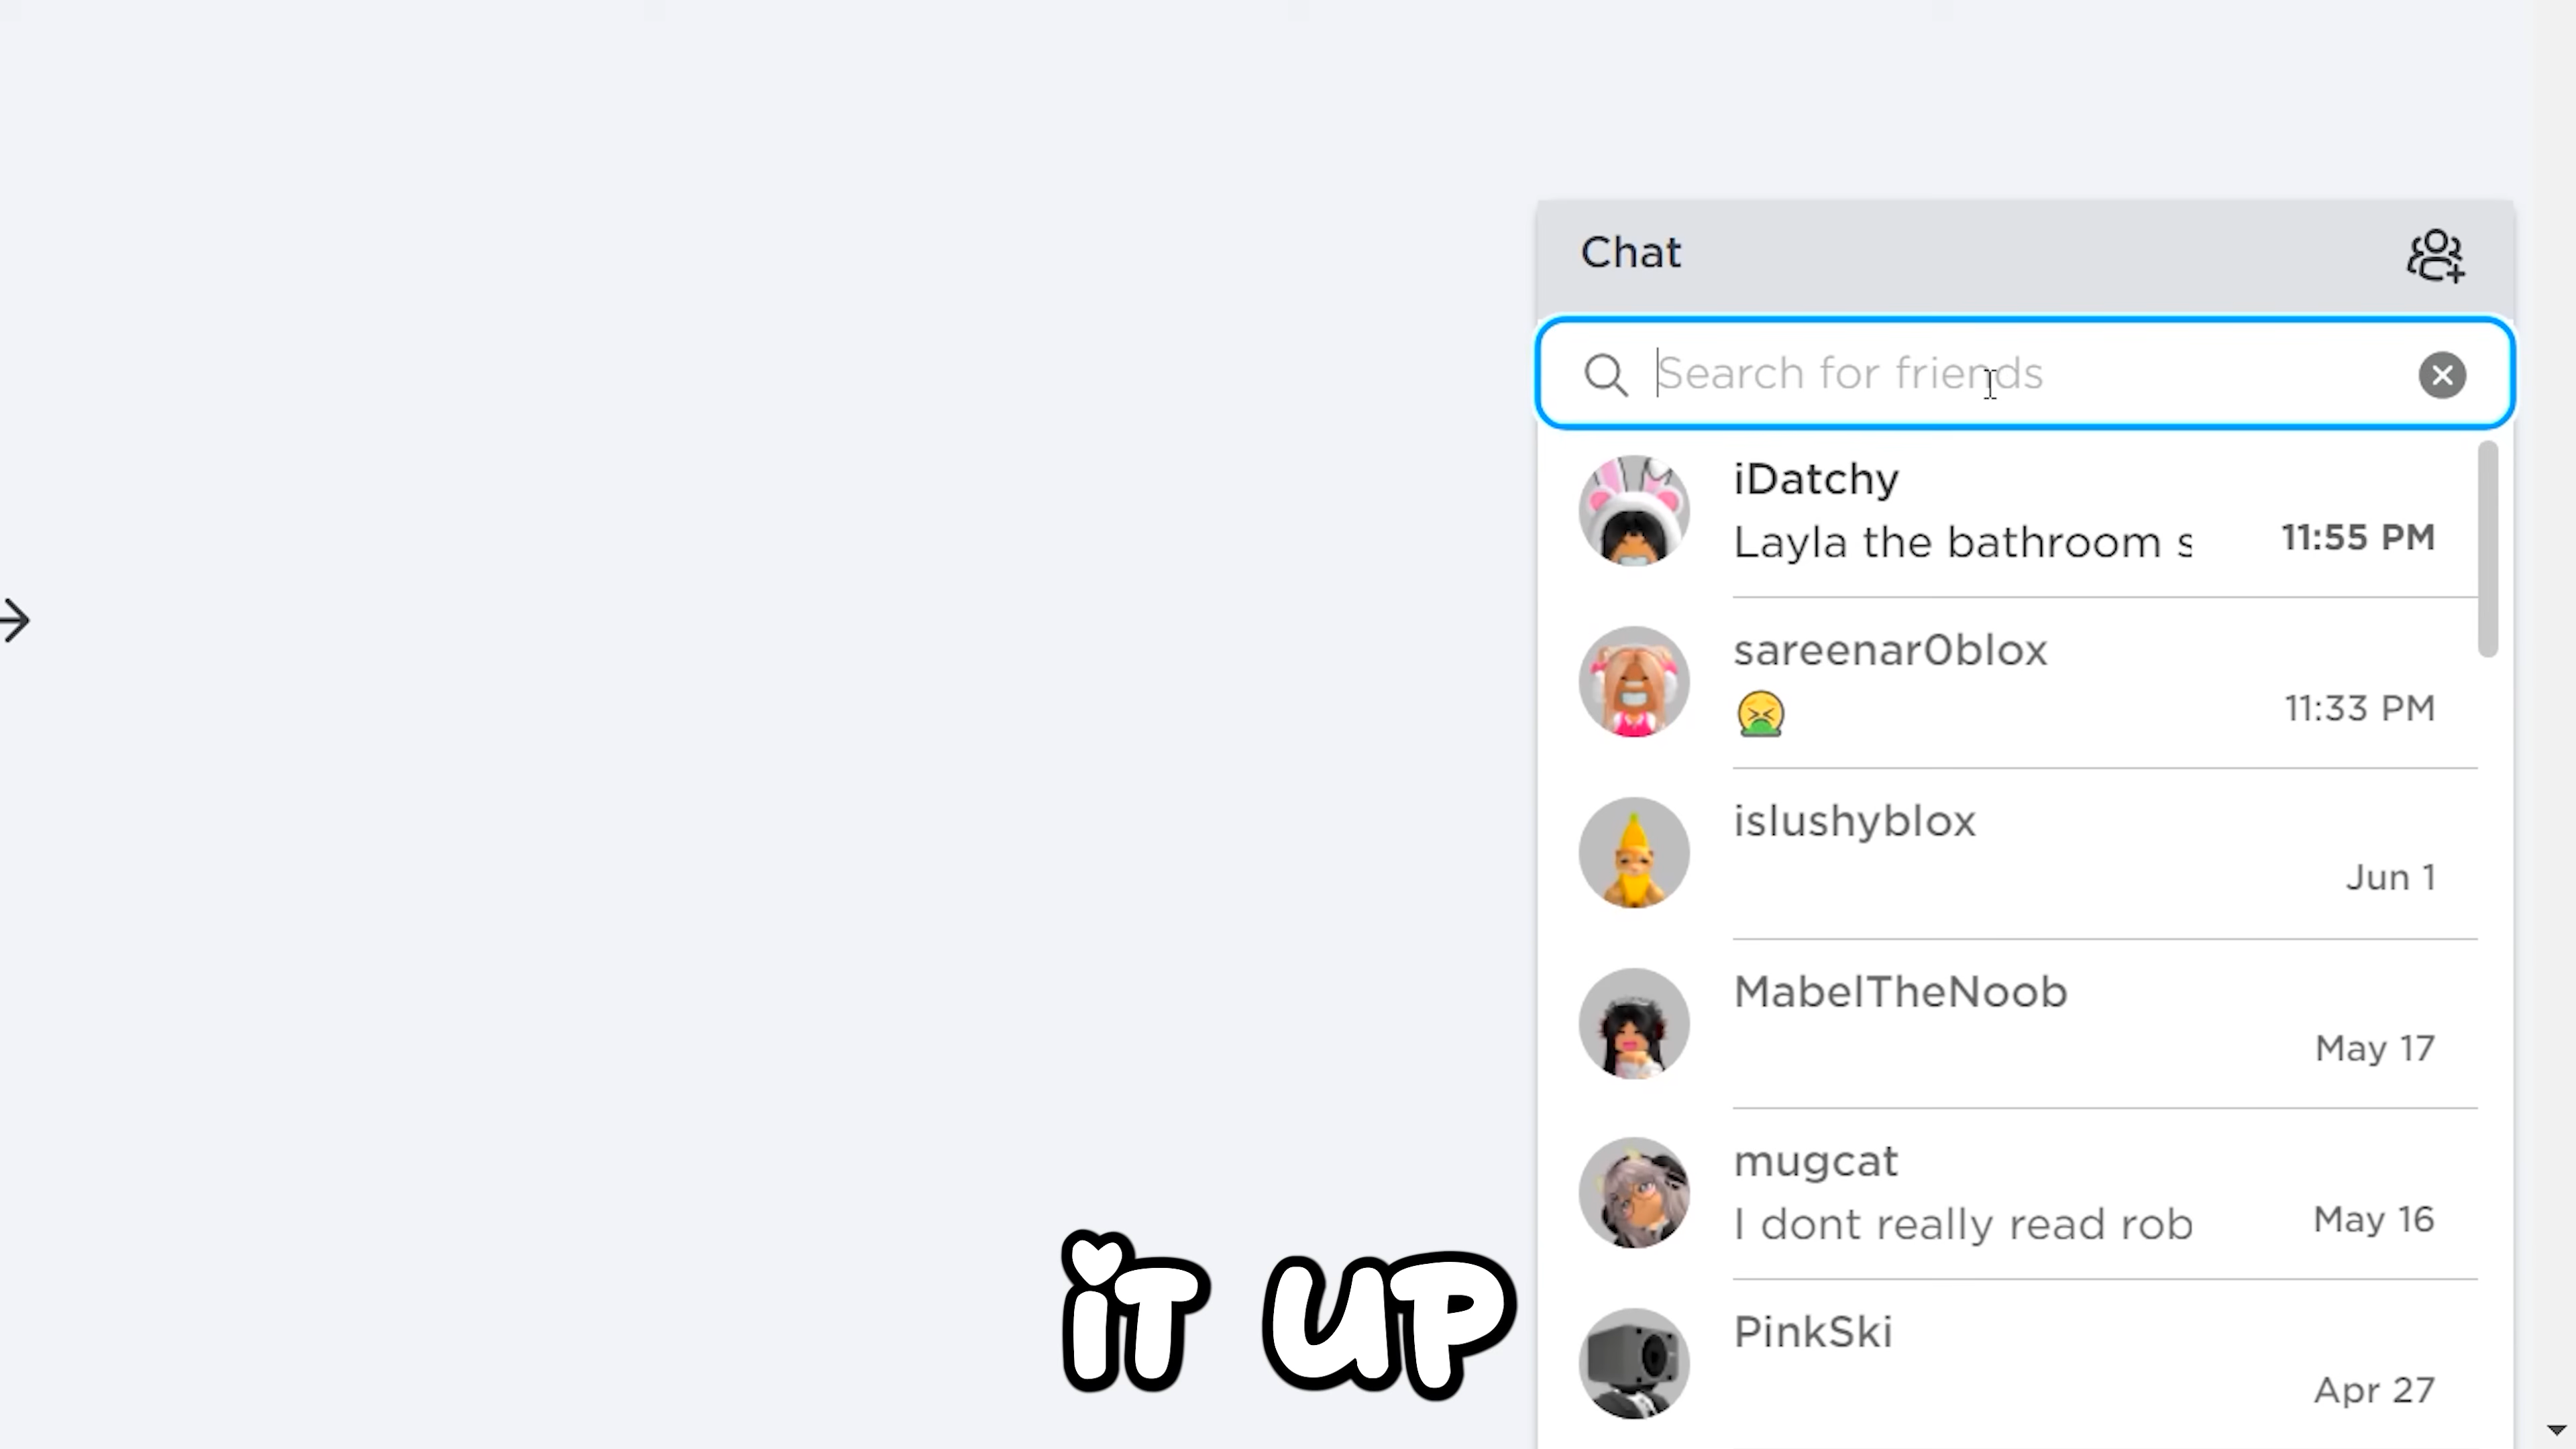 Chat
Search for friends
iDatchy
Layla the bathroom s
11:55 PM
sareenar0blox
11:33 PM
islushyblox
Jun 1
MabelTheNoob
May 17
mugcat
I dont really read rob
May 16
PinkSki
Apr 27
iT UP